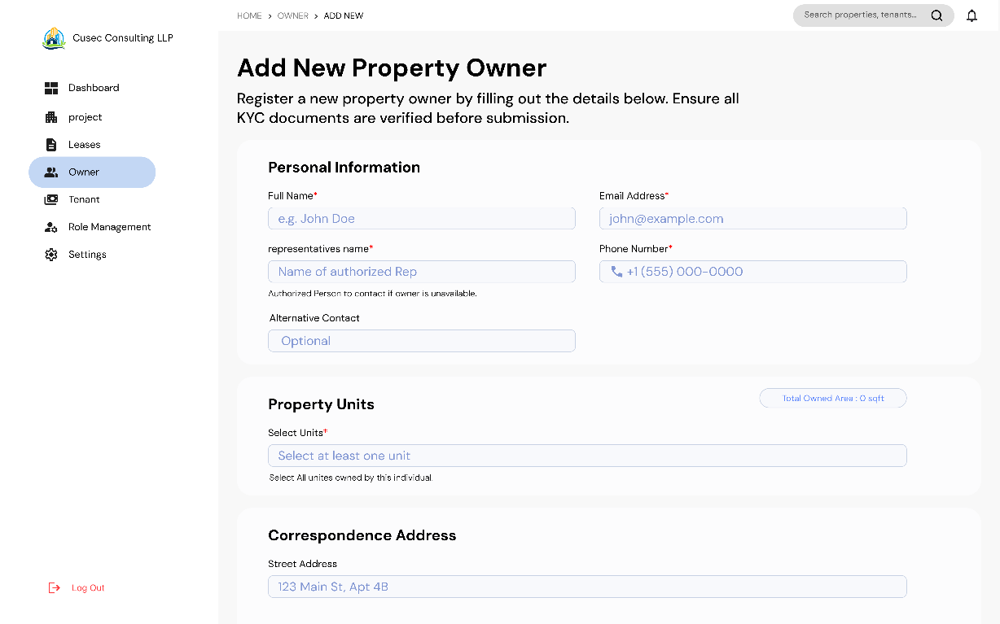 HOME > OWNER > ADD NEW
Search properties, tenants...
Cusec Consulting LLP
Dashboard
project
Leases
Owner
Tenant
Role Management
Settings
Log Out
Add New Property Owner
Register a new property owner by filling out the details below. Ensure all
KYC documents are verified before submission.
Personal Information
Full Name*
e.g. John Doe
Email Address*
john@example.com
representatives name*
Name of authorized Rep
Authorized Person to contact if owner is unavailable.
Phone Number*
+1 (555) 000-0000
Alternative Contact
Optional
Property Units
Total Owned Area : 0 sqft
Select Units*
Select at least one unit
Select All unites owned by this individual.
Correspondence Address
Street Address
123 Main St, Apt 4B